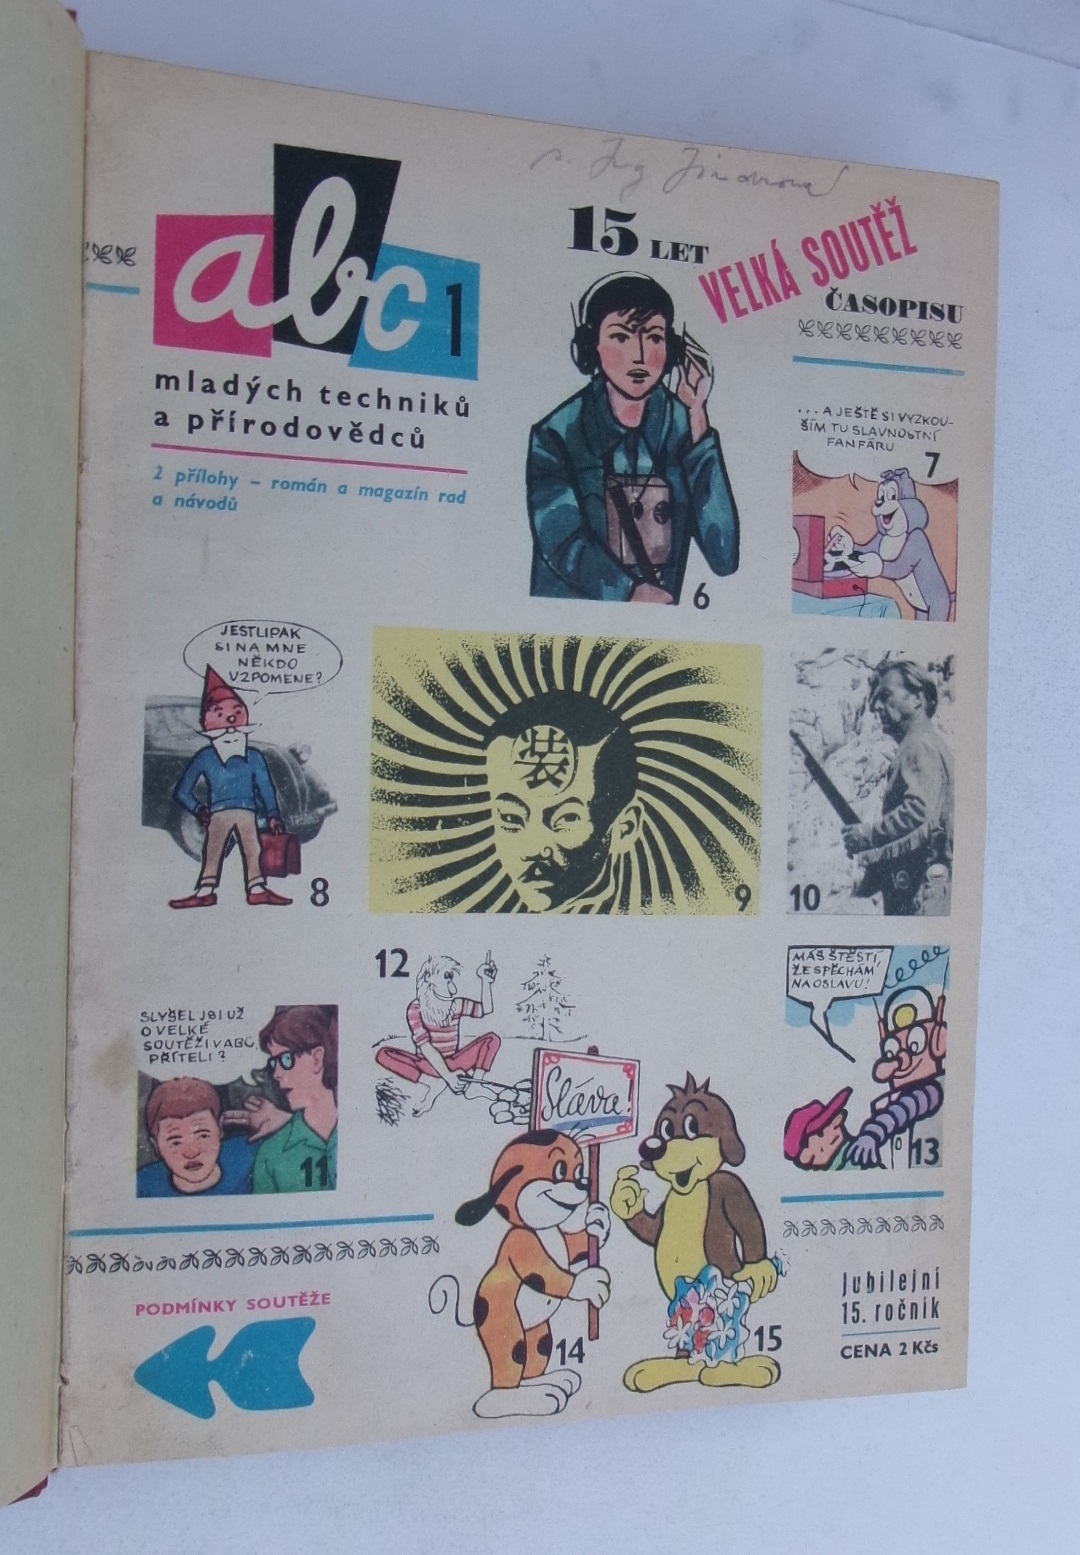 abc 1
mladých techniků
a přírodovědců
2 přílohy – román a magazín rad
a návodů
15 LET
VELKÁ SOUTĚŽ
ČASOPISU
6
...A JEŠTĚ SI VYZKOU-
ŠÍM TU SLAVNOSTNÍ
FANFÁRU
7
JESTLIPAK
SI NA MNE
NĚKDO
VZPOMENE?
8
装
9
10
SLYŠEL JSI UŽ
O VELKÉ
SOUTĚŽI V ABC,
PŘÍTELI?
11
12
MÁŠ ŠTĚSTÍ,
ŽE SPĚCHÁM
NA OSLAVU!
13
Sláva!
14
15
PODMÍNKY SOUTĚŽE
Jubilejní
15. ročník
CENA 2 Kčs